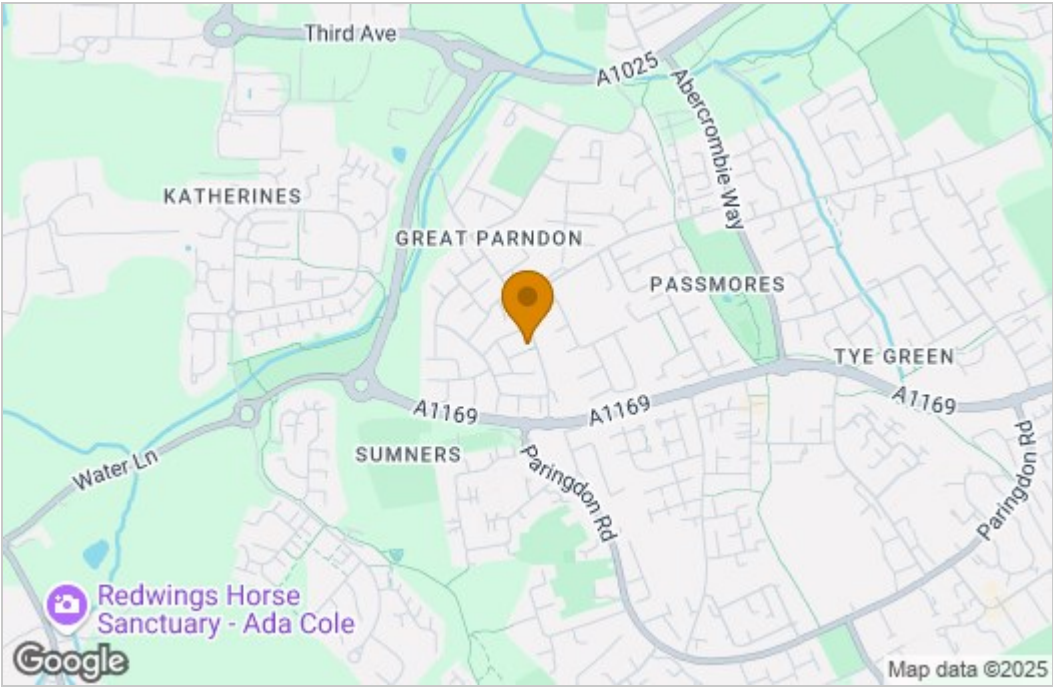 Third Ave
A1025
Abercrombie Way
KATHERINES
GREAT PARNDON
PASSMORES
TYE GREEN
A1169
A1169
A1169
SUMNERS
Water Ln
Paringdon Rd
Paringdon Rd
Redwings Horse
Sanctuary - Ada Cole
Google
Map data ©2025